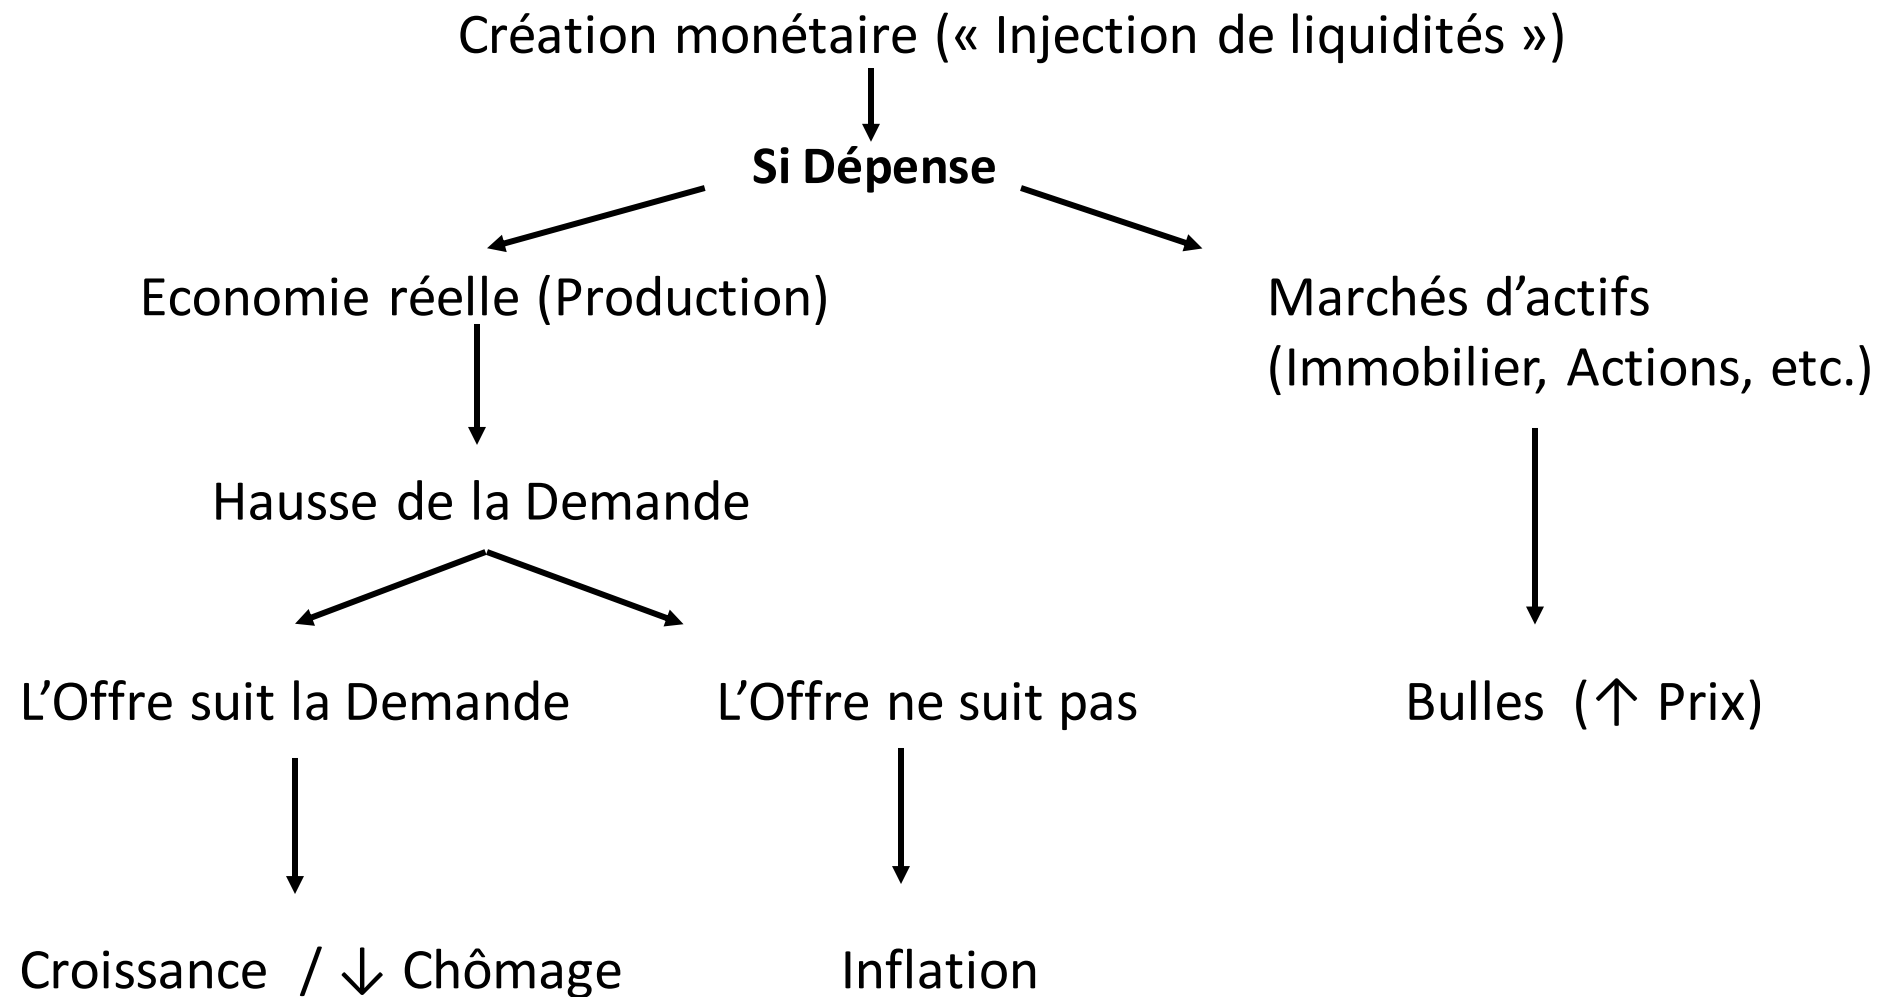 Création monétaire (« Injection de liquidités »)
Si Dépense
Economie réelle (Production)
Marchés d’actifs
(Immobilier, Actions, etc.)
Hausse de la Demande
L’Offre suit la Demande
L’Offre ne suit pas
Bulles (↑ Prix)
Croissance / ↓ Chômage
Inflation